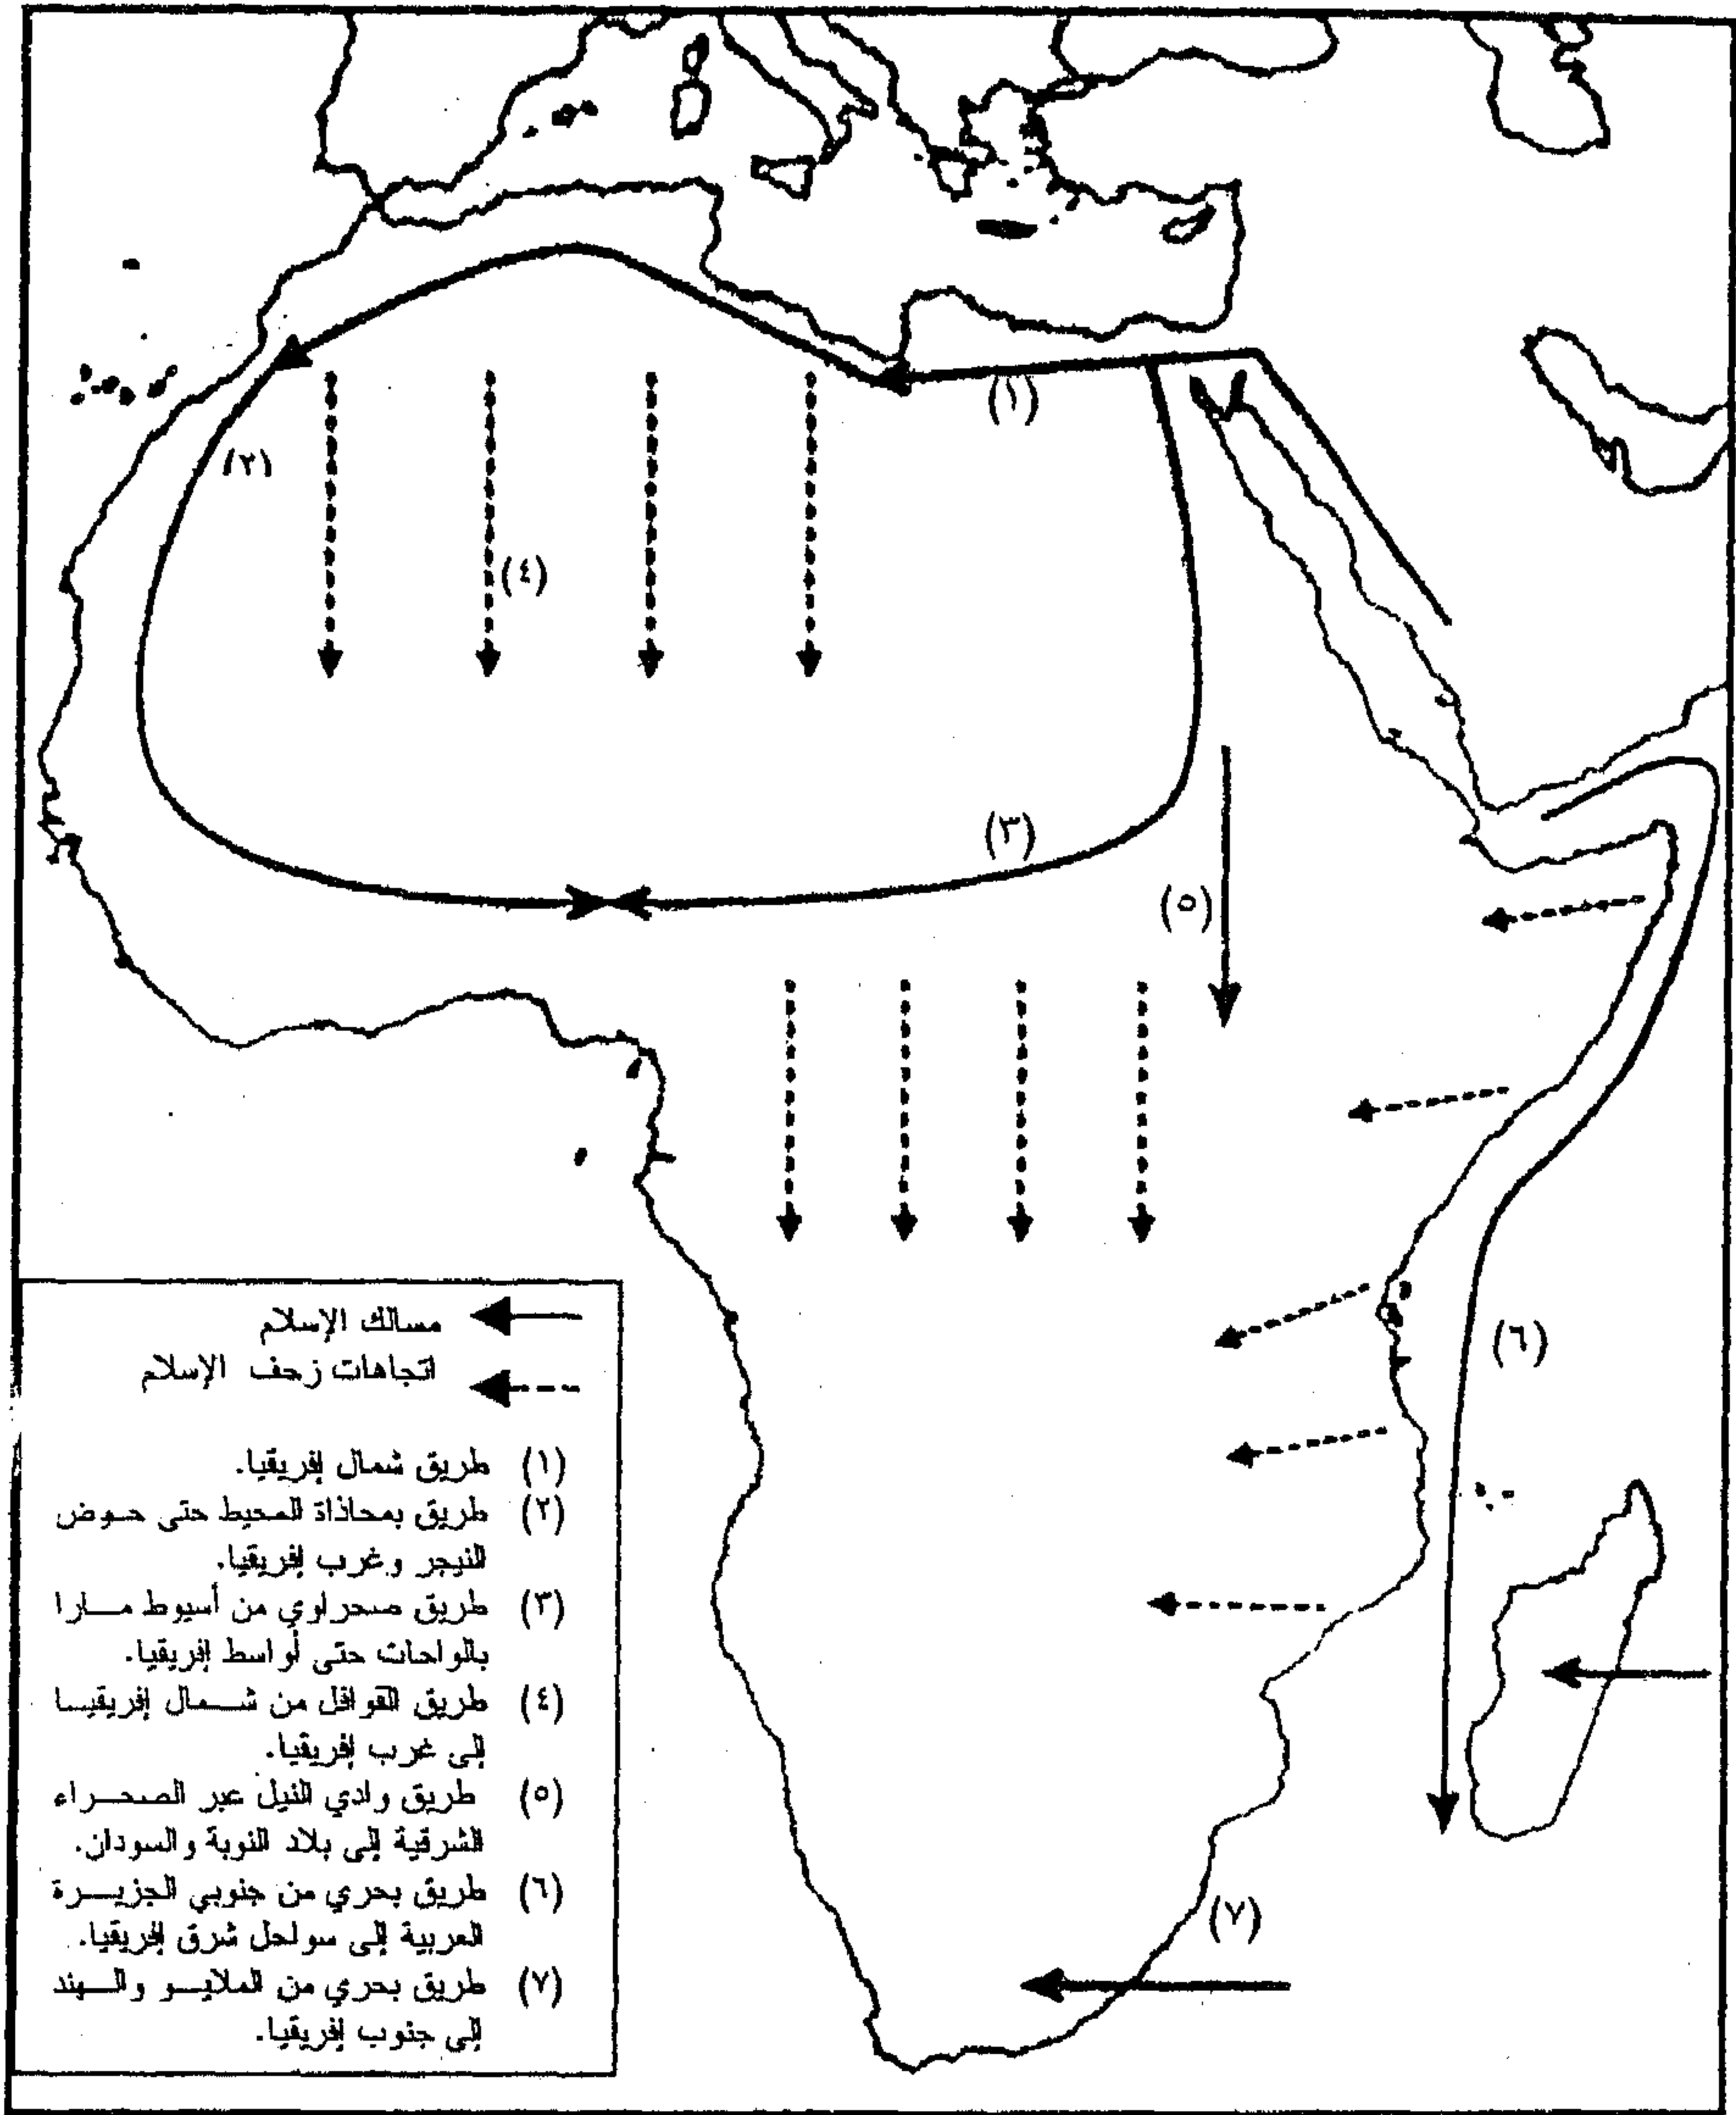 (١)
(٢)
(٤)
(٣)
(٥)
(٦)
(٧)
مسالك الإسلام
اتجاهات زحف الإسلام
(١) طريق شمال إفريقيا.
(٢) طريق بمحاذاة المحيط حتى حوض
النيجر وغرب إفريقيا.
(٣) طريق صحراوي من أسيوط مارا
بالواحات حتى أواسط إفريقيا.
(٤) طريق القوافل من شمال إفريقيا
إلى غرب إفريقيا.
(٥) طريق وادي النيل عبر الصحراء
الشرقية إلى بلاد النوبة والسودان.
(٦) طريق بحري من جنوبي الجزيرة
العربية إلى سواحل شرق إفريقيا.
(٧) طريق بحري من الملايو والهند
إلى جنوب إفريقيا.